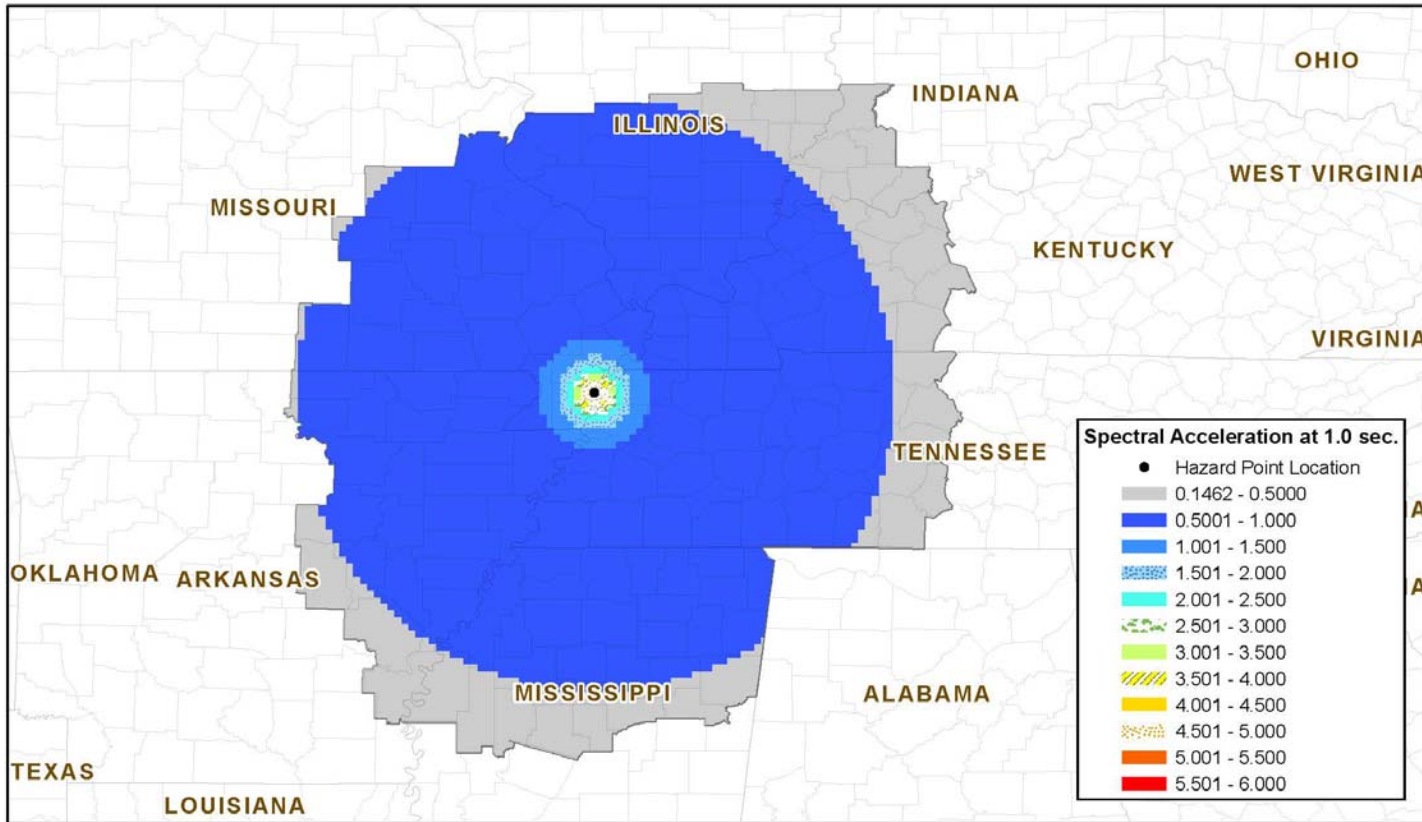 OHIO
INDIANA
ILLINOIS
WEST VIRGINIA
MISSOURI
KENTUCKY
VIRGINIA
TENNESSEE
OKLAHOMA
ARKANSAS
MISSISSIPPI
ALABAMA
TEXAS
LOUISIANA
A
A
Spectral Acceleration at 1.0 sec.
Hazard Point Location
0.1462 - 0.5000
0.5001 - 1.000
1.001 - 1.500
1.501 - 2.000
2.001 - 2.500
2.501 - 3.000
3.001 - 3.500
3.501 - 4.000
4.001 - 4.500
4.501 - 5.000
5.001 - 5.500
5.501 - 6.000